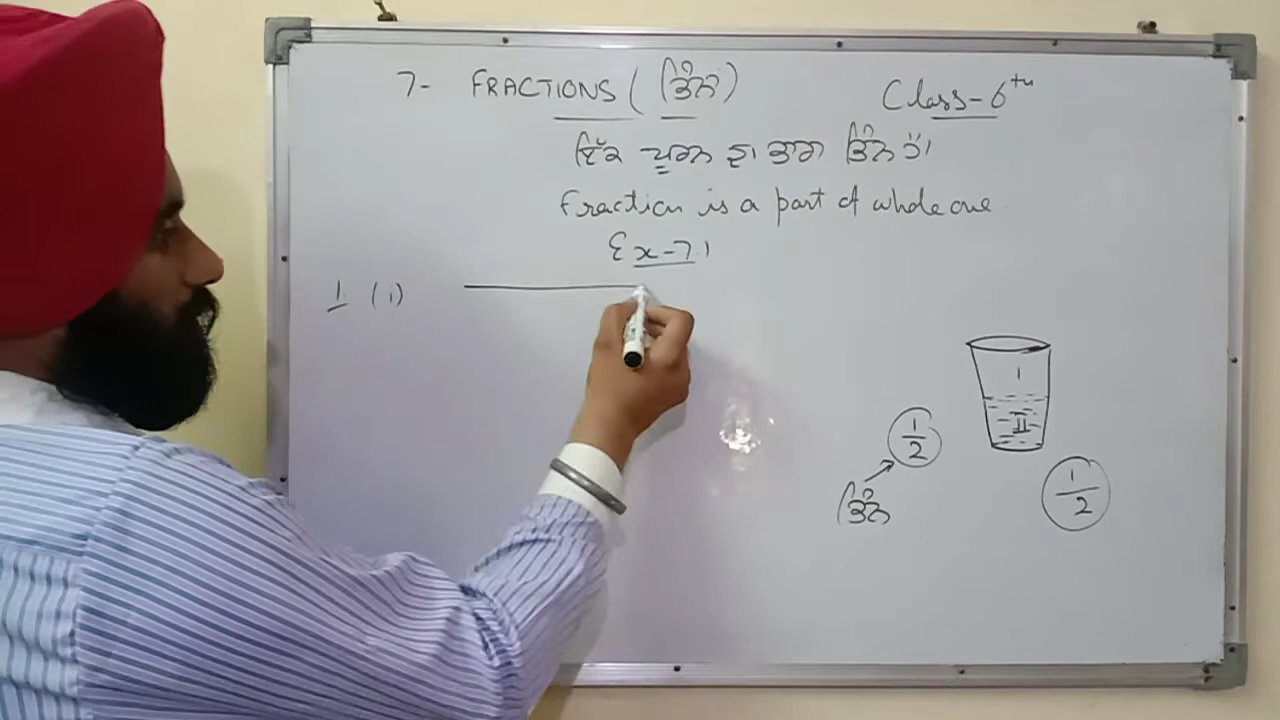 7- FRACTIONS (ਭਿੰਨ)
Class-6th
ਇੱਕ ਪੂਰਨ ਦਾ ਭਾਗ ਭਿੰਨ ਹੈ।
Fraction is a part of whole one
Ex-7.1
1. (i)
I
II
1/2
ਭਿੰਨ
1/2